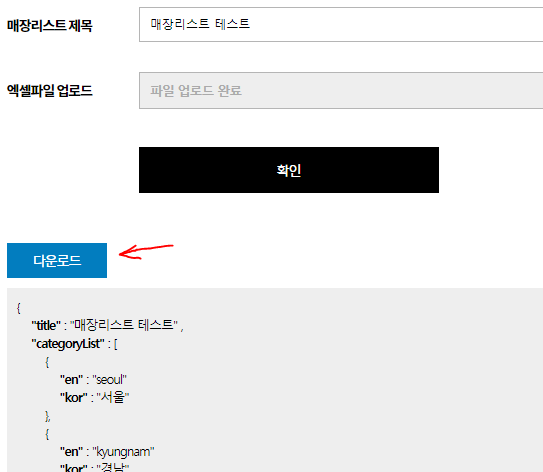 매장리스트 제목
매장리스트 테스트
엑셀파일 업로드
파일 업로드 완료
확인
다운로드
{
"title" : "매장리스트 테스트" ,
"categoryList" : [
{
"en" : "seoul"
"kor" : "서울"
},
{
"en" : "kyungnam"
"kor" : "경남"